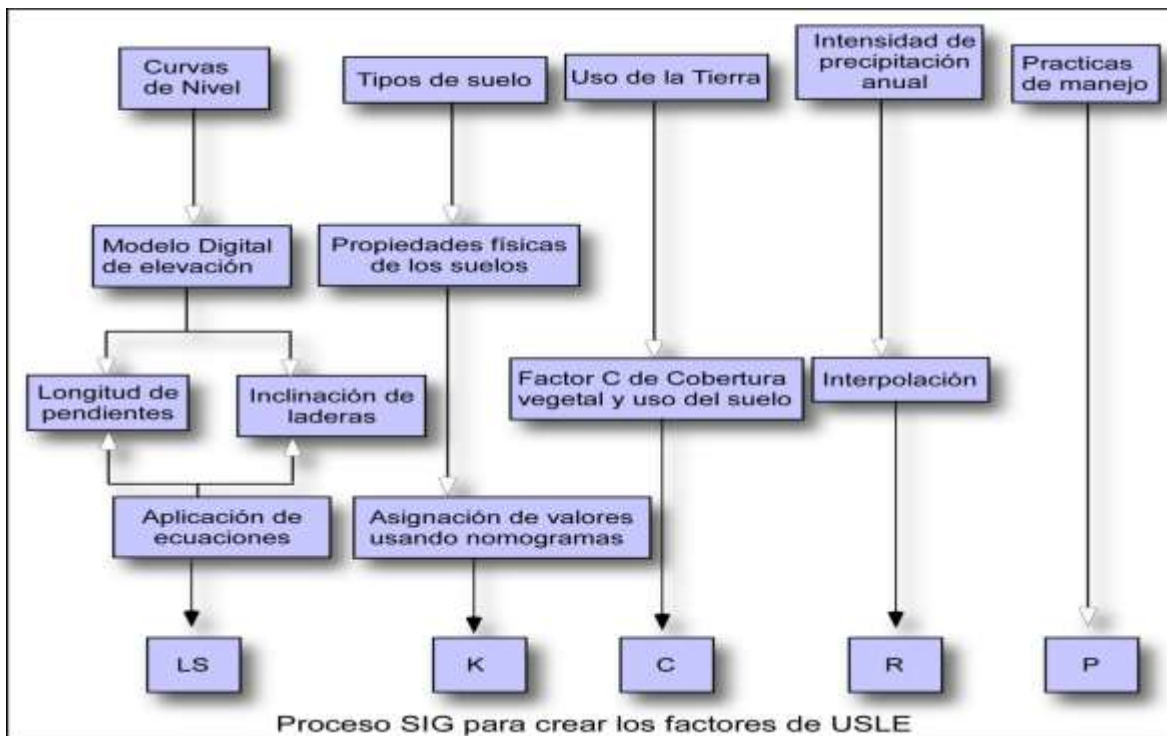 Curvas
de Nivel
Tipos de suelo
Uso de la Tierra
Intensidad de
precipitación
anual
Practicas
de manejo
Modelo Digital
de elevación
Propiedades físicas
de los suelos
Longitud de
pendientes
Inclinación de
laderas
Factor C de Cobertura
vegetal y uso del suelo
Interpolación
Aplicación de
ecuaciones
Asignación de valores
usando nomogramas
LS
K
C
R
P
Proceso SIG para crear los factores de USLE